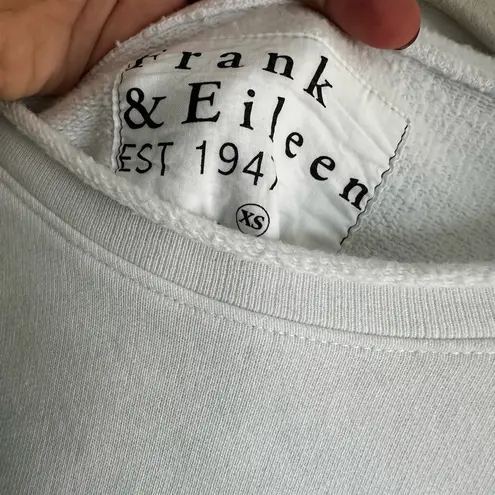 Frank
& Eileen
EST 1947
XS